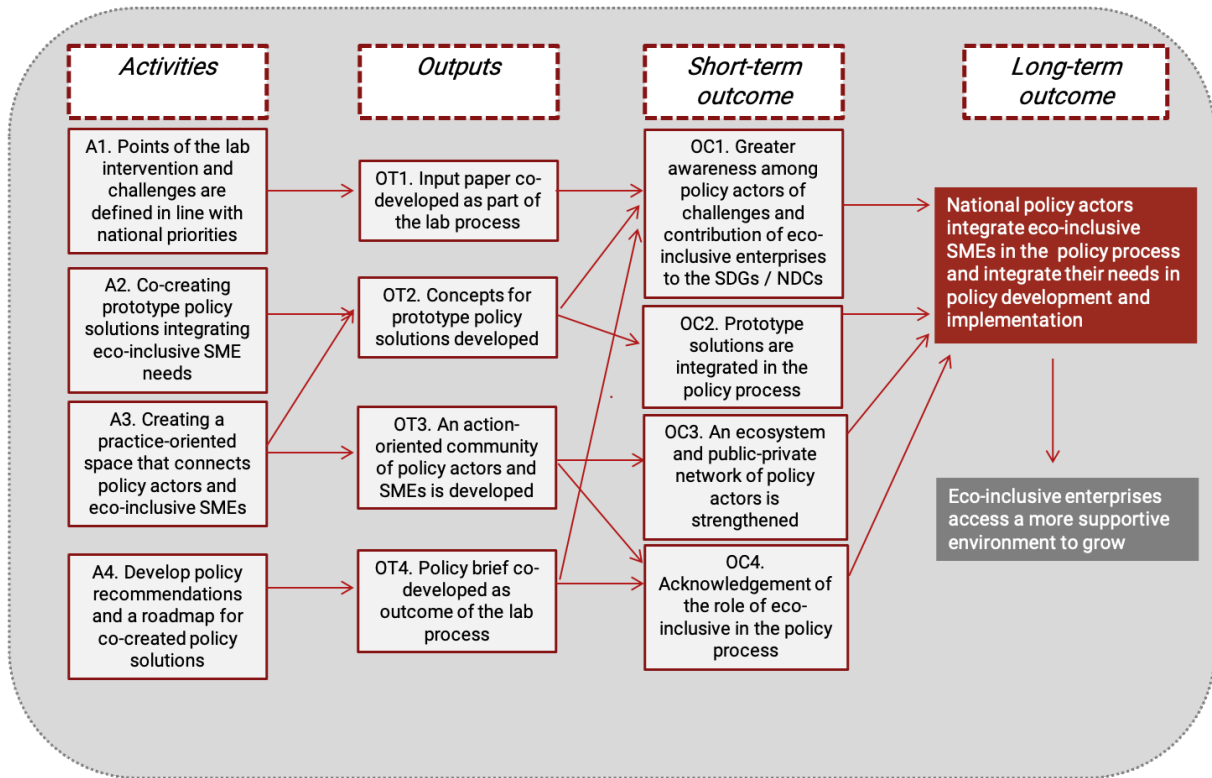 Activities
Outputs
Short-term
outcome
Long-term
outcome
A1. Points of the lab
intervention and
challenges are
defined in line with
national priorities
A2. Co-creating
prototype policy
solutions integrating
eco-inclusive SME
needs
A3. Creating a
practice-oriented
space that connects
policy actors and
eco-inclusive SMEs
A4. Develop policy
recommendations
and a roadmap for
co-created policy
solutions
OT1. Input paper co-
developed as part of
the lab process
OT2. Concepts for
prototype policy
solutions developed
OT3. An action-
oriented community
of policy actors and
SMEs is developed
OT4. Policy brief co-
developed as
outcome of the lab
process
OC1. Greater
awareness among
policy actors of
challenges and
contribution of eco-
inclusive enterprises
to the SDGs / NDCs
OC2. Prototype
solutions are
integrated in the
policy process
OC3. An ecosystem
and public-private
network of policy
actors is
strengthened
OC4.
Acknowledgement of
the role of eco-
inclusive in the policy
process
National policy actors
integrate eco-inclusive
SMEs in the policy process
and integrate their needs in
policy development and
implementation
Eco-inclusive enterprises
access a more supportive
environment to grow